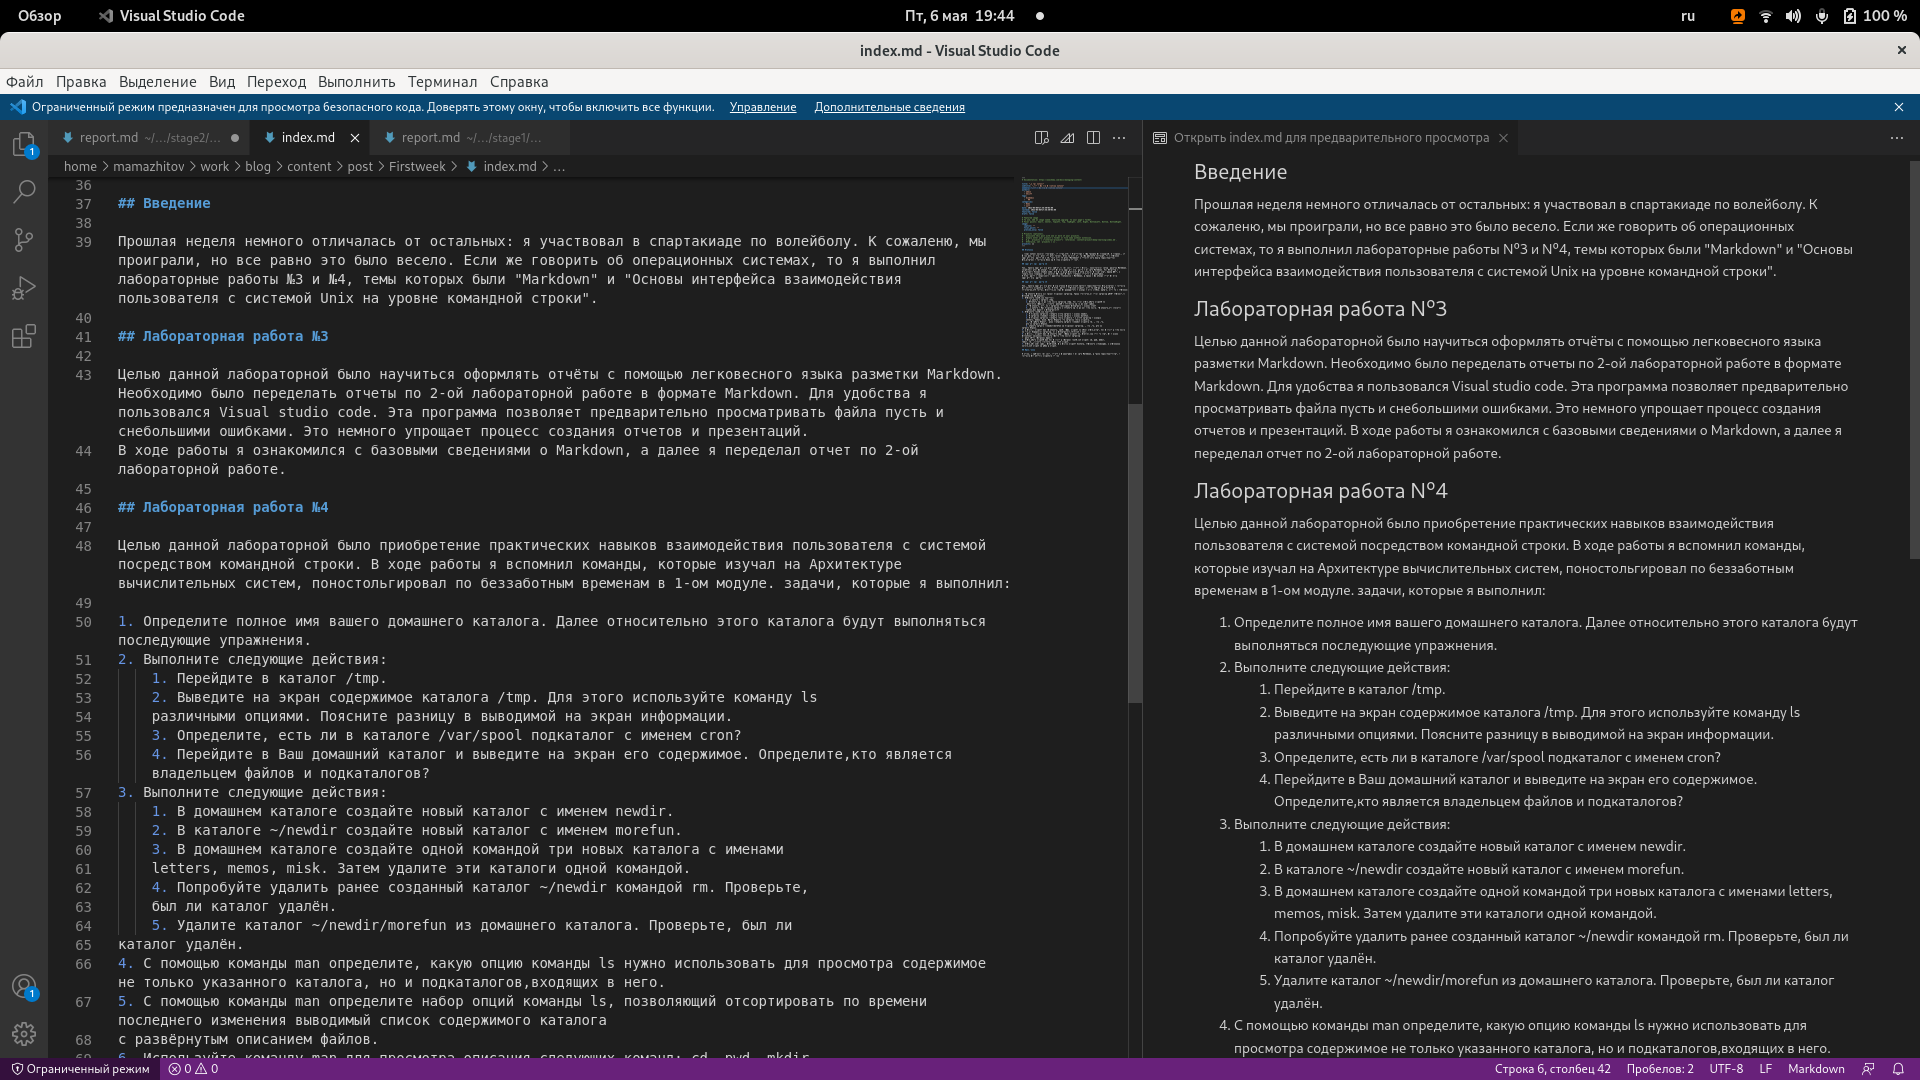 Обзор
Visual Studio Code
Пт, 6 мая 19:44
ru
100 %
index.md - Visual Studio Code
Файл Правка Выделение Вид Переход Выполнить Терминал Справка
Ограниченный режим предназначен для просмотра безопасного кода. Доверять этому окну, чтобы включить все функции. Управление Дополнительные сведения
report.md ~/.../stage2/...
index.md
report.md ~/.../stage1/...
home > mamazhitov > work > blog > content > post > Firstweek > index.md > ...
36
37 ## Введение
38
39 Прошлая неделя немного отличалась от остальных: я участвовал в спартакиаде по волейболу. К сожаленю, мы
проиграли, но все равно это было весело. Если же говорить об операционных системах, то я выполнил
лабораторные работы №3 и №4, темы которых были "Markdown" и "Основы интерфейса взаимодействия
пользователя с системой Unix на уровне командной строки".
40
41 ## Лабораторная работа №3
42
43 Целью данной лабораторной было научиться оформлять отчёты с помощью легковесного языка разметки Markdown.
Необходимо было переделать отчеты по 2-ой лабораторной работе в формате Markdown. Для удобства я
пользовался Visual studio code. Эта программа позволяет предварительно просматривать файла пусть и
снебольшими ошибками. Это немного упрощает процесс создания отчетов и презентаций.
44 В ходе работы я ознакомился с базовыми сведениями о Markdown, а далее я переделал отчет по 2-ой
лабораторной работе.
45
46 ## Лабораторная работа №4
47
48 Целью данной лабораторной было приобретение практических навыков взаимодействия пользователя с системой
посредством командной строки. В ходе работы я вспомнил команды, которые изучал на Архитектуре
вычислительных систем, поностольгировал по беззаботным временам в 1-ом модуле. задачи, которые я выполнил:
49
50 1. Определите полное имя вашего домашнего каталога. Далее относительно этого каталога будут выполняться
последующие упражнения.
51 2. Выполните следующие действия:
52 1. Перейдите в каталог /tmp.
53 2. Выведите на экран содержимое каталога /tmp. Для этого используйте команду ls
54 различными опциями. Поясните разницу в выводимой на экран информации.
55 3. Определите, есть ли в каталоге /var/spool подкаталог с именем cron?
56 4. Перейдите в Ваш домашний каталог и выведите на экран его содержимое. Определите,кто является
владельцем файлов и подкаталогов?
57 3. Выполните следующие действия:
58 1. В домашнем каталоге создайте новый каталог с именем newdir.
59 2. В каталоге ~/newdir создайте новый каталог с именем morefun.
60 3. В домашнем каталоге создайте одной командой три новых каталога с именами
61 letters, memos, misk. Затем удалите эти каталоги одной командой.
62 4. Попробуйте удалить ранее созданный каталог ~/newdir командой rm. Проверьте,
63 был ли каталог удалён.
64 5. Удалите каталог ~/newdir/morefun из домашнего каталога. Проверьте, был ли
65 каталог удалён.
66 4. С помощью команды man определите, какую опцию команды ls нужно использовать для просмотра содержимое
не только указанного каталога, но и подкаталогов,входящих в него.
67 5. С помощью команды man определите набор опций команды ls, позволяющий отсортировать по времени
последнего изменения выводимый список содержимого каталога
68 с развёрнутым описанием файлов.
69 6. Используйте команду man для просмотра описания следующих команд: cd, pwd, mkdir,
Открыть index.md для предварительного просмотра
Введение
Прошлая неделя немного отличалась от остальных: я участвовал в спартакиаде по волейболу. К
сожаленю, мы проиграли, но все равно это было весело. Если же говорить об операционных
системах, то я выполнил лабораторные работы №3 и №4, темы которых были "Markdown" и "Основы
интерфейса взаимодействия пользователя с системой Unix на уровне командной строки".
Лабораторная работа №3
Целью данной лабораторной было научиться оформлять отчёты с помощью легковесного языка
разметки Markdown. Необходимо было переделать отчеты по 2-ой лабораторной работе в формате
Markdown. Для удобства я пользовался Visual studio code. Эта программа позволяет предварительно
просматривать файла пусть и снебольшими ошибками. Это немного упрощает процесс создания
отчетов и презентаций. В ходе работы я ознакомился с базовыми сведениями о Markdown, а далее я
переделал отчет по 2-ой лабораторной работе.
Лабораторная работа №4
Целью данной лабораторной было приобретение практических навыков взаимодействия
пользователя с системой посредством командной строки. В ходе работы я вспомнил команды,
которые изучал на Архитектуре вычислительных систем, поностольгировал по беззаботным
временам в 1-ом модуле. задачи, которые я выполнил:
1. Определите полное имя вашего домашнего каталога. Далее относительно этого каталога будут
выполняться последующие упражнения.
2. Выполните следующие действия:
1. Перейдите в каталог /tmp.
2. Выведите на экран содержимое каталога /tmp. Для этого используйте команду ls
различными опциями. Поясните разницу в выводимой на экран информации.
3. Определите, есть ли в каталоге /var/spool подкаталог с именем cron?
4. Перейдите в Ваш домашний каталог и выведите на экран его содержимое.
Определите,кто является владельцем файлов и подкаталогов?
3. Выполните следующие действия:
1. В домашнем каталоге создайте новый каталог с именем newdir.
2. В каталоге ~/newdir создайте новый каталог с именем morefun.
3. В домашнем каталоге создайте одной командой три новых каталога с именами letters,
memos, misk. Затем удалите эти каталоги одной командой.
4. Попробуйте удалить ранее созданный каталог ~/newdir командой rm. Проверьте, был ли
каталог удалён.
5. Удалите каталог ~/newdir/morefun из домашнего каталога. Проверьте, был ли каталог
удалён.
4. С помощью команды man определите, какую опцию команды ls нужно использовать для
просмотра содержимое не только указанного каталога, но и подкаталогов,входящих в него.
1
1
Ограниченный режим 0 0
Строка 6, столбец 42 Пробелов: 2 UTF-8 LF Markdown